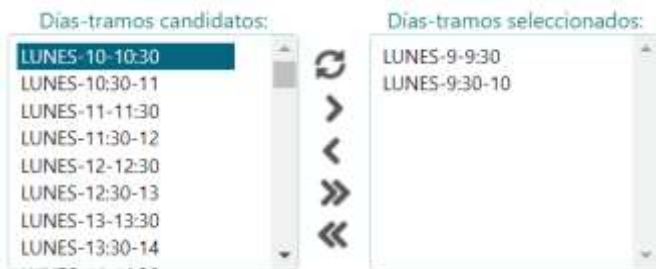 Días-tramos candidatos:
LUNES-10-10:30
LUNES-10:30-11
LUNES-11-11:30
LUNES-11:30-12
LUNES-12-12:30
LUNES-12:30-13
LUNES-13-13:30
LUNES-13:30-14
Días-tramos seleccionados:
LUNES-9-9:30
LUNES-9:30-10